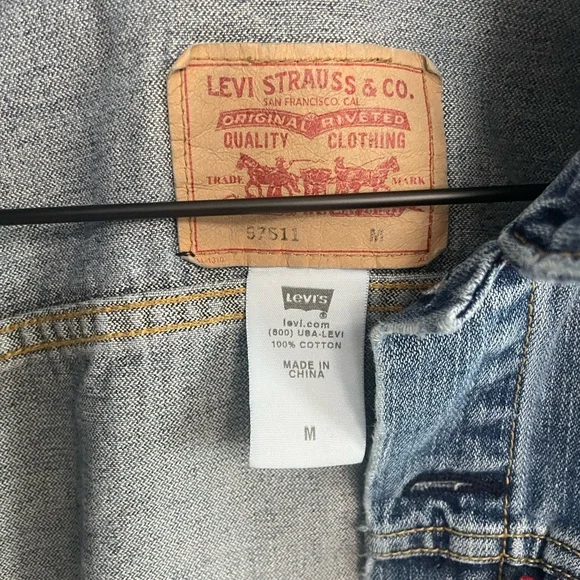 LEVI STRAUSS & CO.
SAN FRANCISCO, CAL.
ORIGINAL RIVETED
QUALITY CLOTHING
TRADE MARK
57511 M
LEVI'S
®
levi.com
(800) USA-LEVI
100% COTTON
MADE IN
CHINA
M